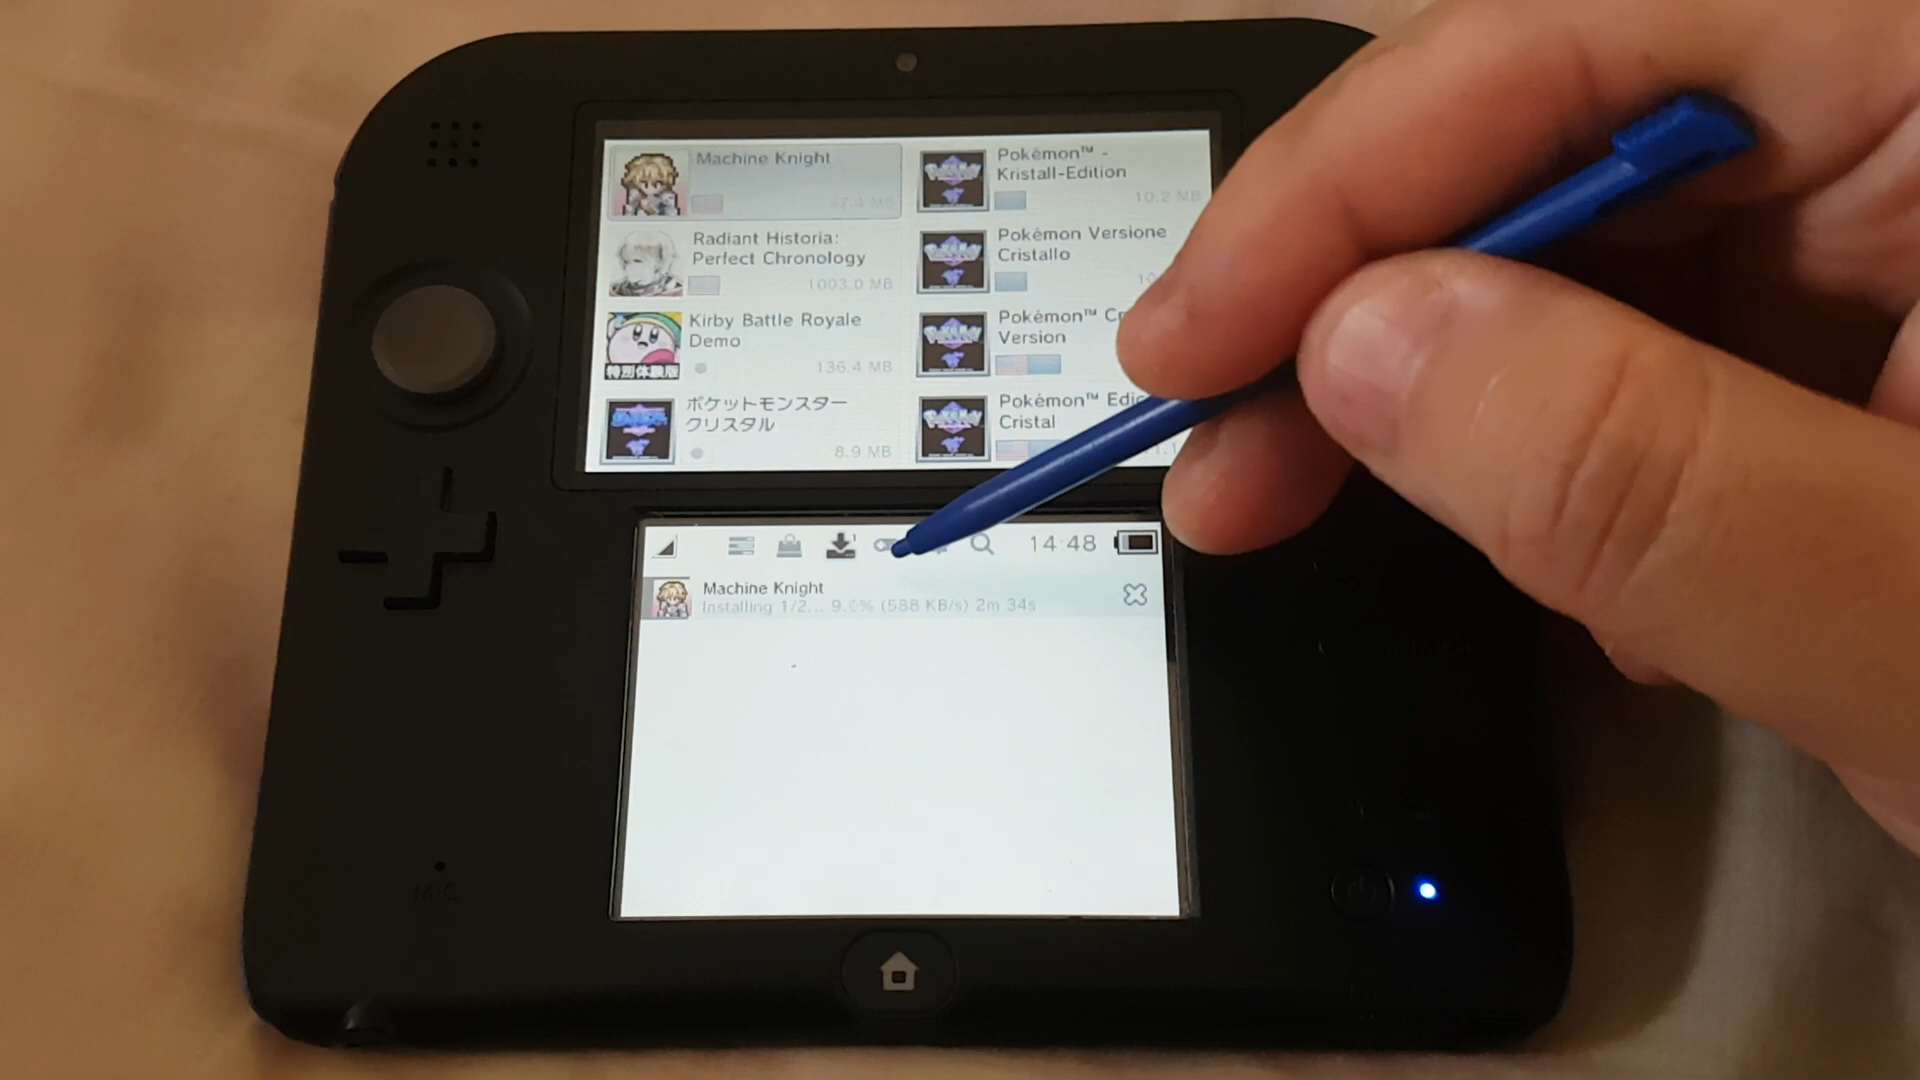 Machine Knight
97.4 MB
Radiant Historia:
Perfect Chronology
1003.0 MB
Kirby Battle Royale
Demo
136.4 MB
特別体験版
ポケットモンスター
クリスタル
8.9 MB
Pokémon™ -
Kristall-Edition
10.2 MB
Pokémon Versione
Cristallo
Pokémon™
Version
Pokémon™
Cristal
14:48
Machine Knight
Installing 1/2... 9.0% (588 KB/s) 2m 34s
MIC